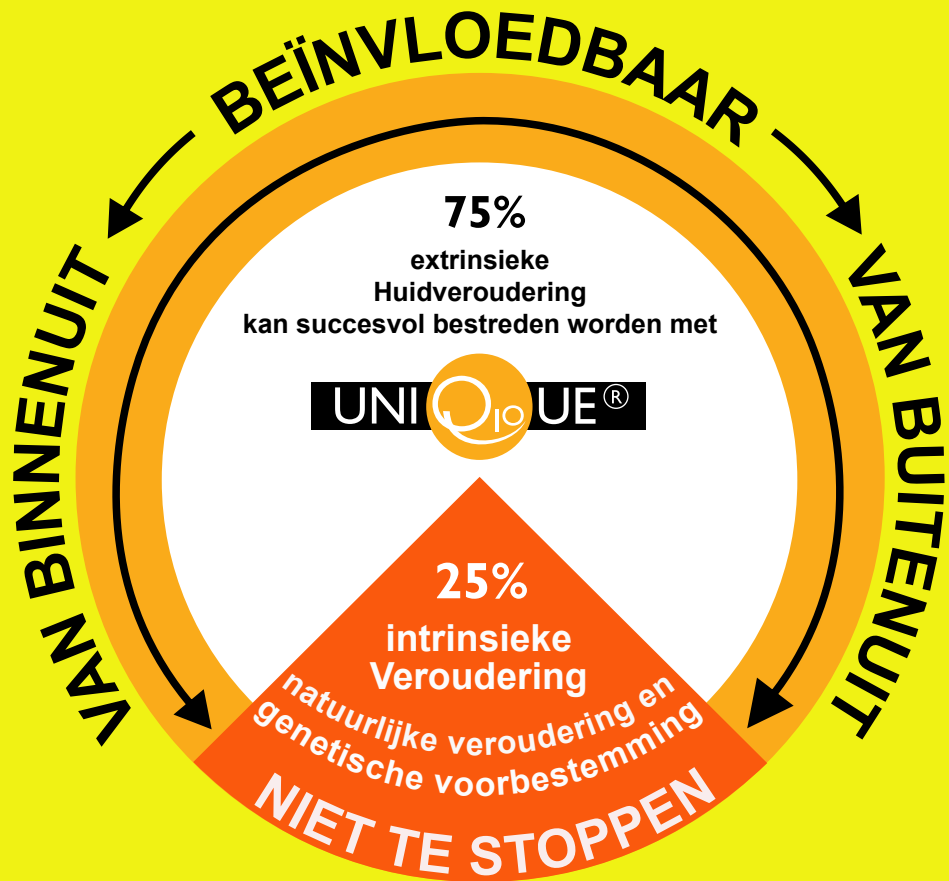 BEÏNVLOEDBAAR
VAN BINNENUIT
VAN BUITENUIT
75%
extrinsieke
Huidveroudering
kan succesvol bestreden worden met
UNIQ10UE®
25%
intrinsieke
Veroudering
natuurlijke veroudering en
genetische voorbestemming
NIET TE STOPPEN